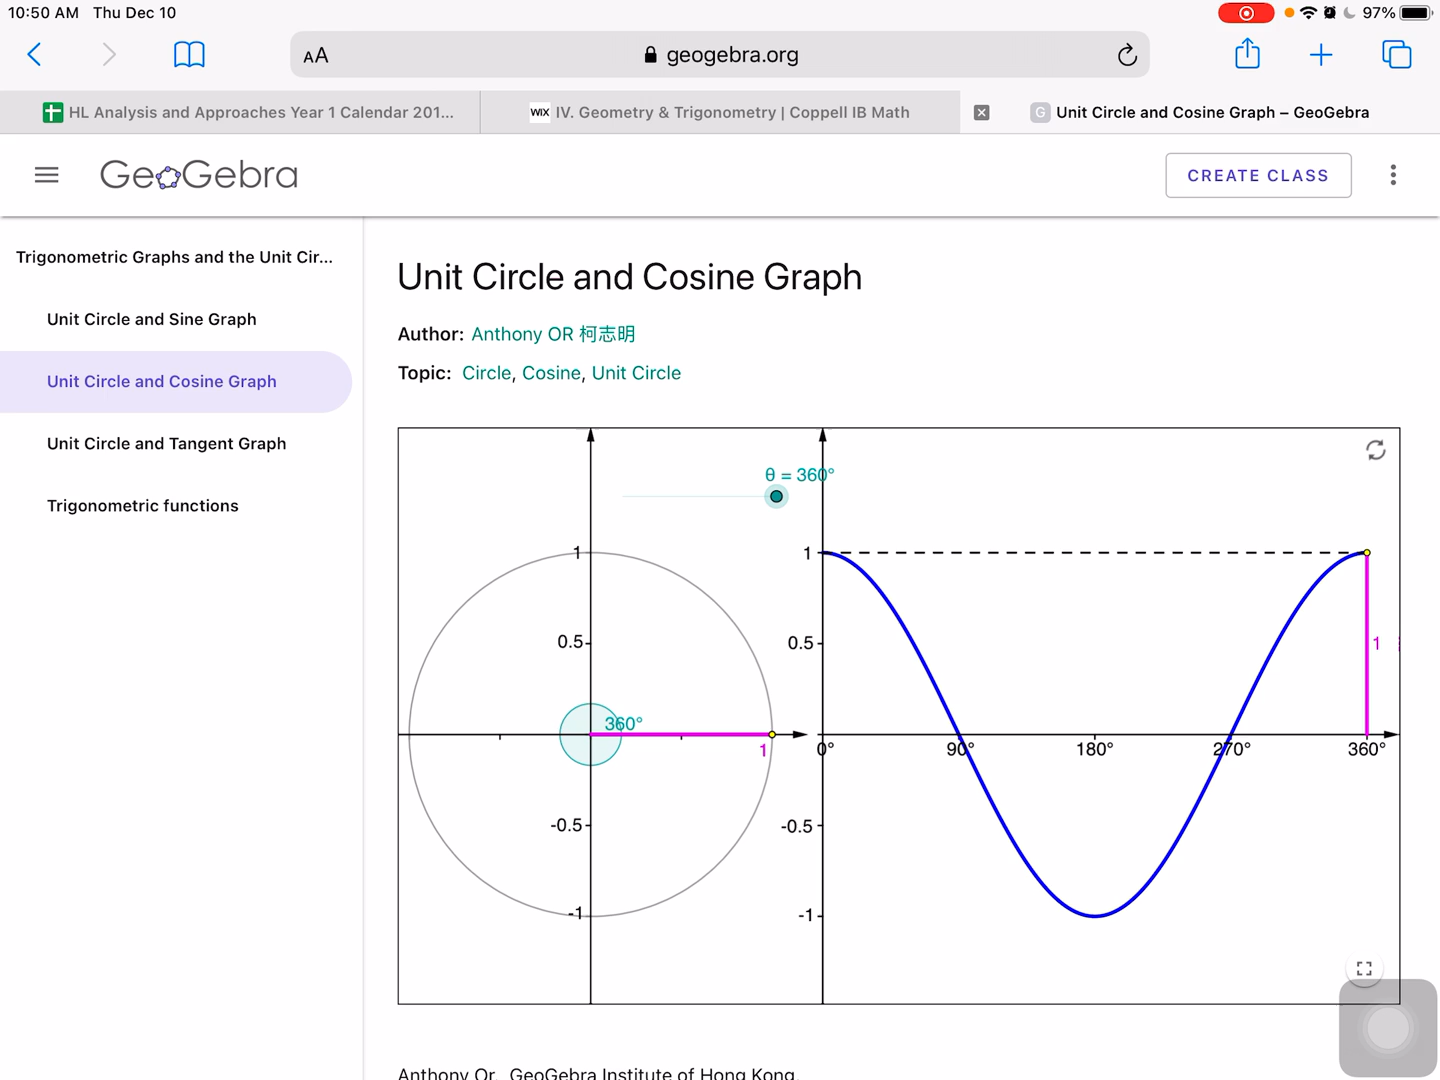 10:50 AM Thu Dec 10
97%
AA
geogebra.org
HL Analysis and Approaches Year 1 Calendar 201...
WIX IV. Geometry & Trigonometry | Coppell IB Math
G Unit Circle and Cosine Graph – GeoGebra
GeoGebra
CREATE CLASS
Trigonometric Graphs and the Unit Cir...
Unit Circle and Sine Graph
Unit Circle and Cosine Graph
Unit Circle and Tangent Graph
Trigonometric functions
Unit Circle and Cosine Graph
Author: Anthony OR 柯志明
Topic: Circle, Cosine, Unit Circle
θ = 360°
1
0.5
-0.5
-1
360°
1
1
0.5
-0.5
-1
0°
90°
180°
270°
360°
1
Anthony Or. GeoGebra Institute of Hong Kong.